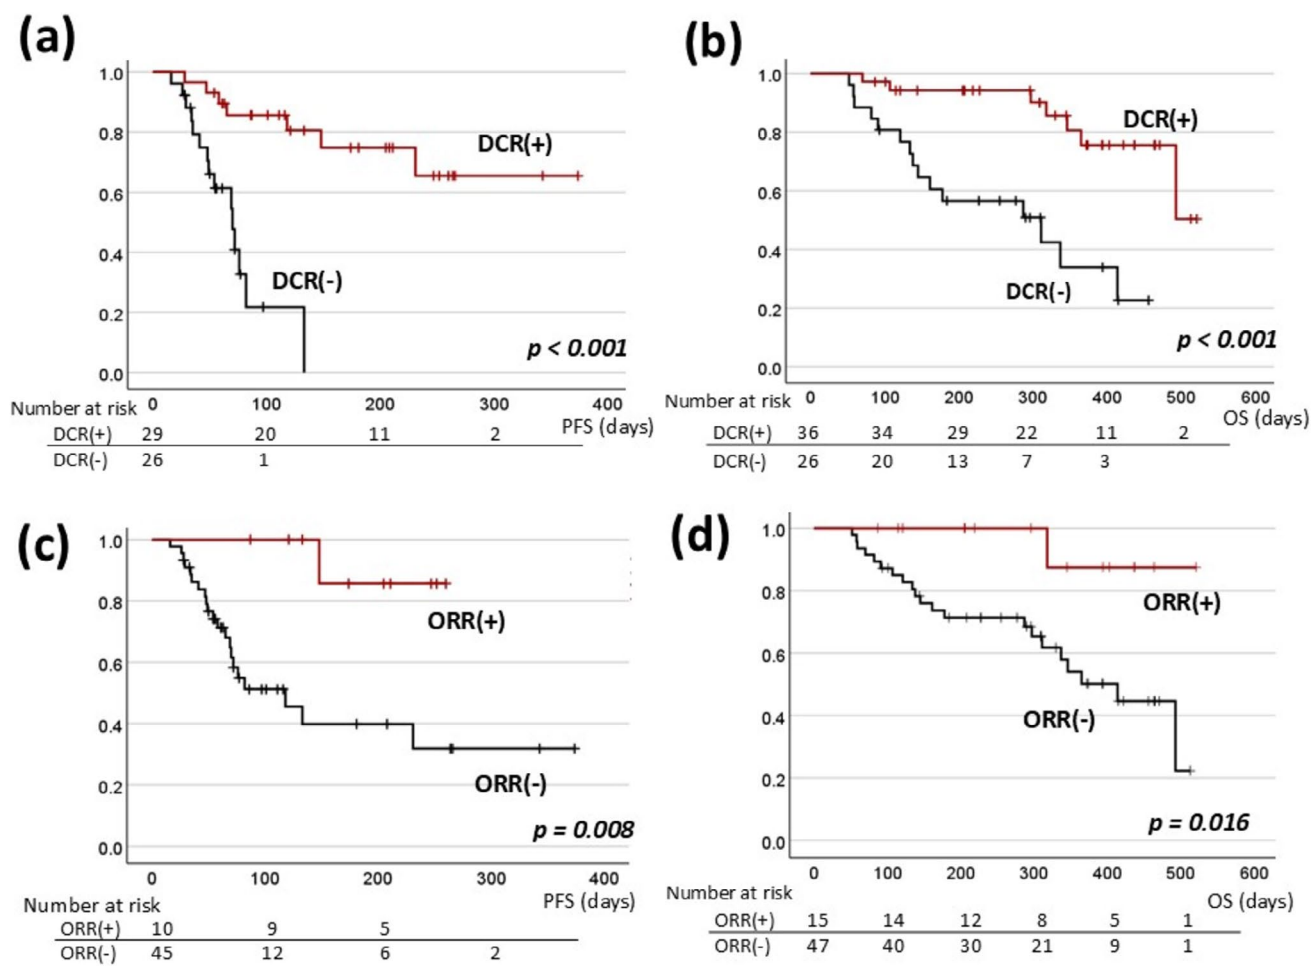 (a)
1.0
0.8
0.6
0.4
0.2
0.0
DCR(+)
DCR(-)
p < 0.001
0 100 200 300 400
Number at risk
PFS (days)
DCR(+) 29 20 11 2
DCR(-) 26 1
(b)
1.0
0.8
0.6
0.4
0.2
0.0
DCR(+)
DCR(-)
p < 0.001
0 100 200 300 400 500 600
Number at risk
OS (days)
DCR(+) 36 34 29 22 11 2
DCR(-) 26 20 13 7 3
(c)
1.0
0.8
0.6
0.4
0.2
0.0
ORR(+)
ORR(-)
p = 0.008
0 100 200 300 400
Number at risk
PFS (days)
ORR(+) 10 9 5
ORR(-) 45 12 6 2
(d)
1.0
0.8
0.6
0.4
0.2
0.0
ORR(+)
ORR(-)
p = 0.016
0 100 200 300 400 500 600
Number at risk
OS (days)
ORR(+) 15 14 12 8 5 1
ORR(-) 47 40 30 21 9 1